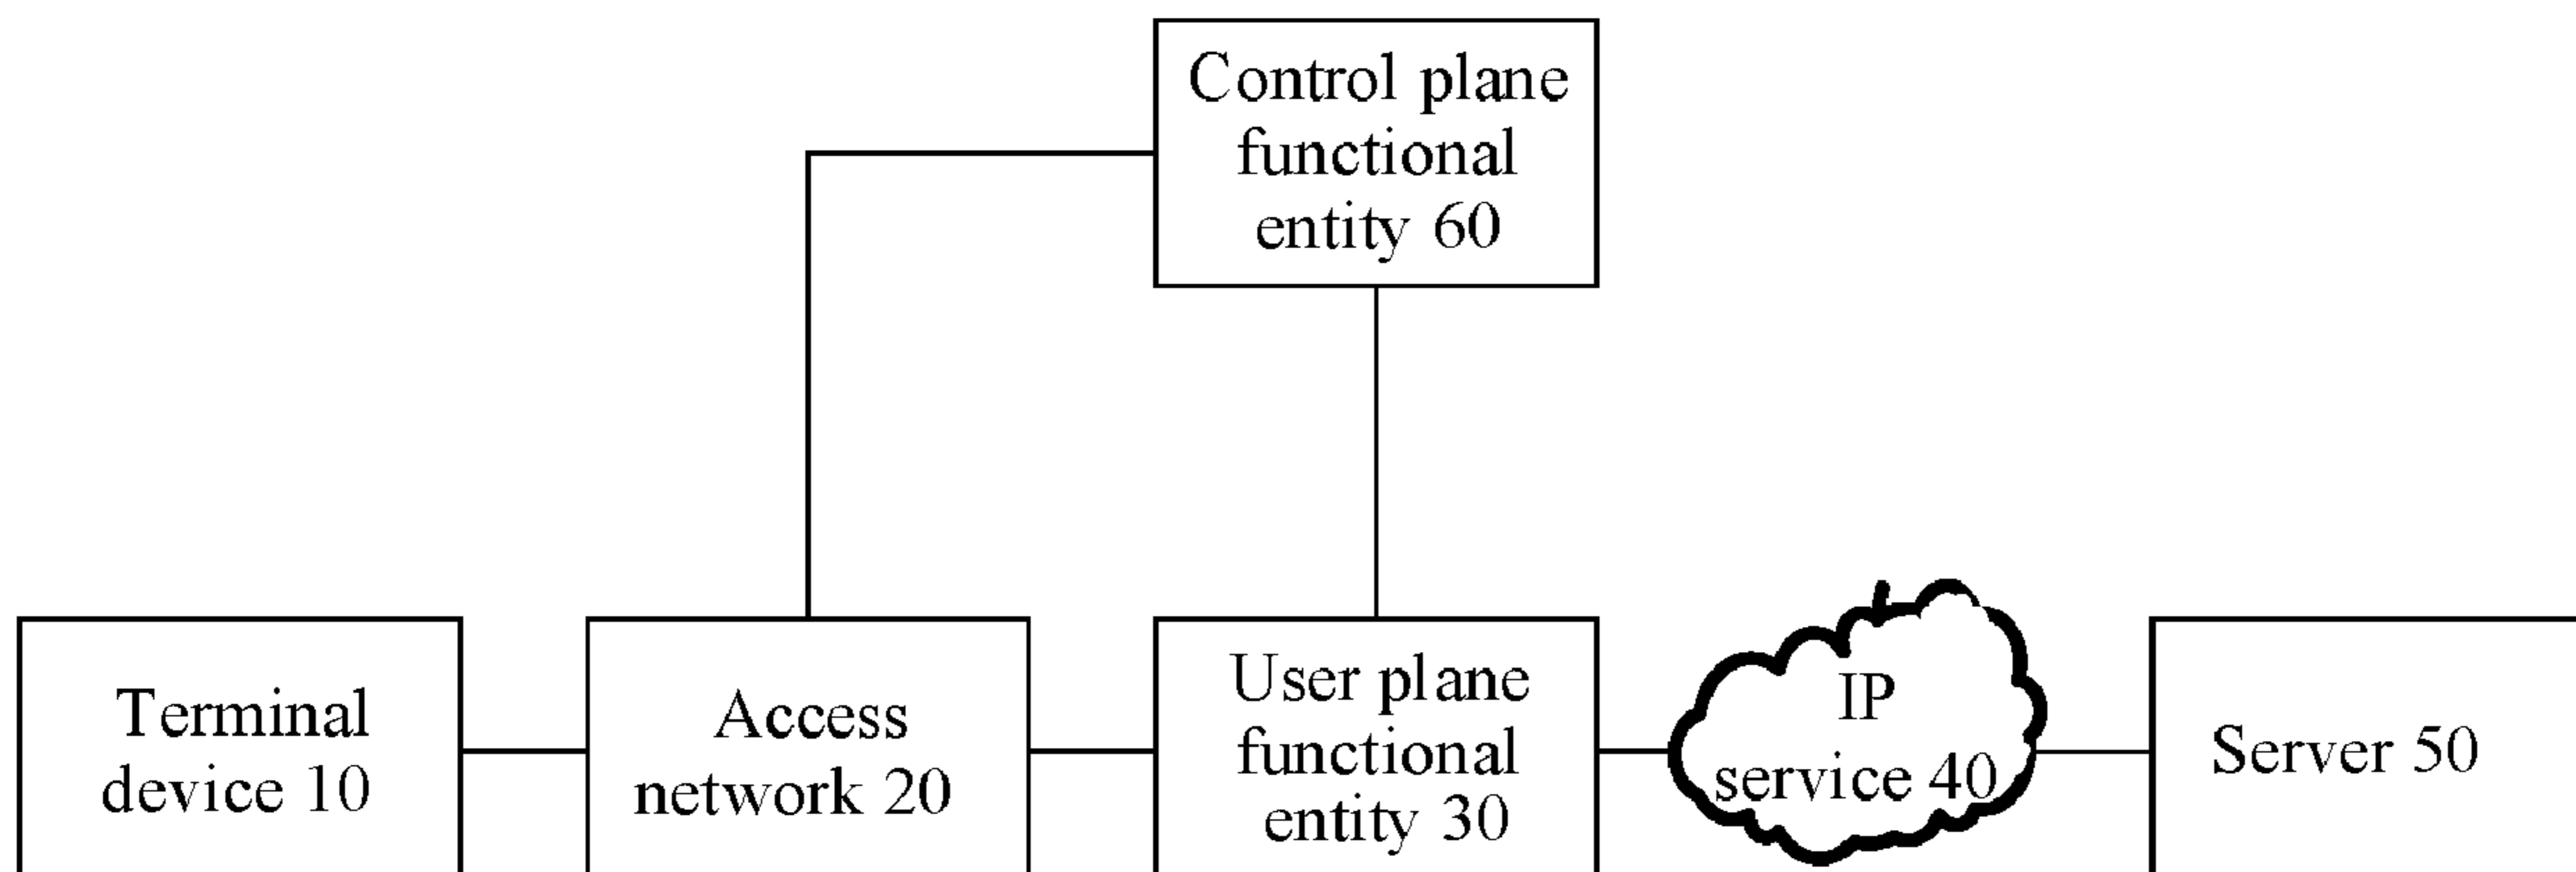 Control plane
functional
entity 60
Terminal
device 10
Access
network 20
User plane
functional
entity 30
IP
service 40
Server 50